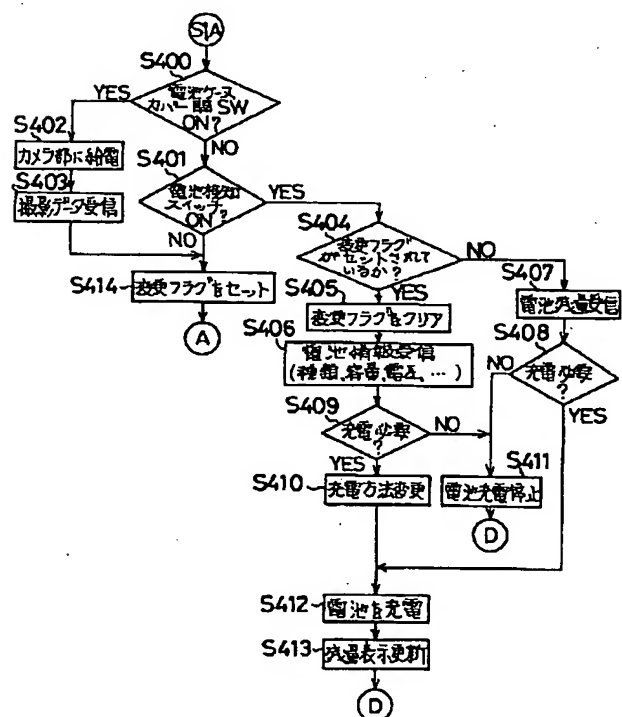 S1A
S400
電池ケース
カバー開SW
ON?
YES
NO
S402
カメラ部に給電
S403
撮影データ受信
S401
電池検知
スイッチ
ON?
YES
NO
S414
変更フラグをセット
A
S404
変更フラグ
がセットされて
いるか?
NO
YES
S405
変更フラグをクリア
S406
電池情報受信
(種類、容量、電圧、…)
S407
電池残量受信
S408
充電必要
?
NO
YES
S409
充電必要
?
NO
YES
S410
充電方法変更
S411
電池充電停止
D
S412
電池を充電
S413
残量表示更新
D